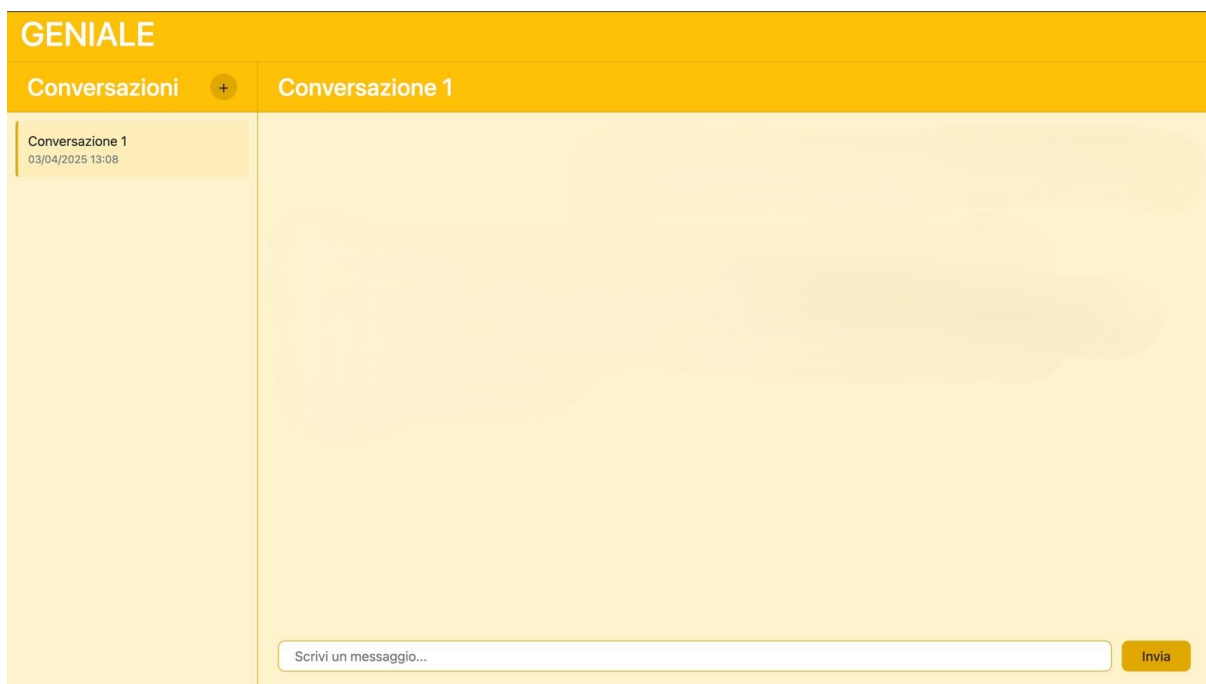 GENIALE
Conversazioni +
Conversazione 1
Conversazione 1
03/04/2025 13:08
Scrivi un messaggio...
Invia